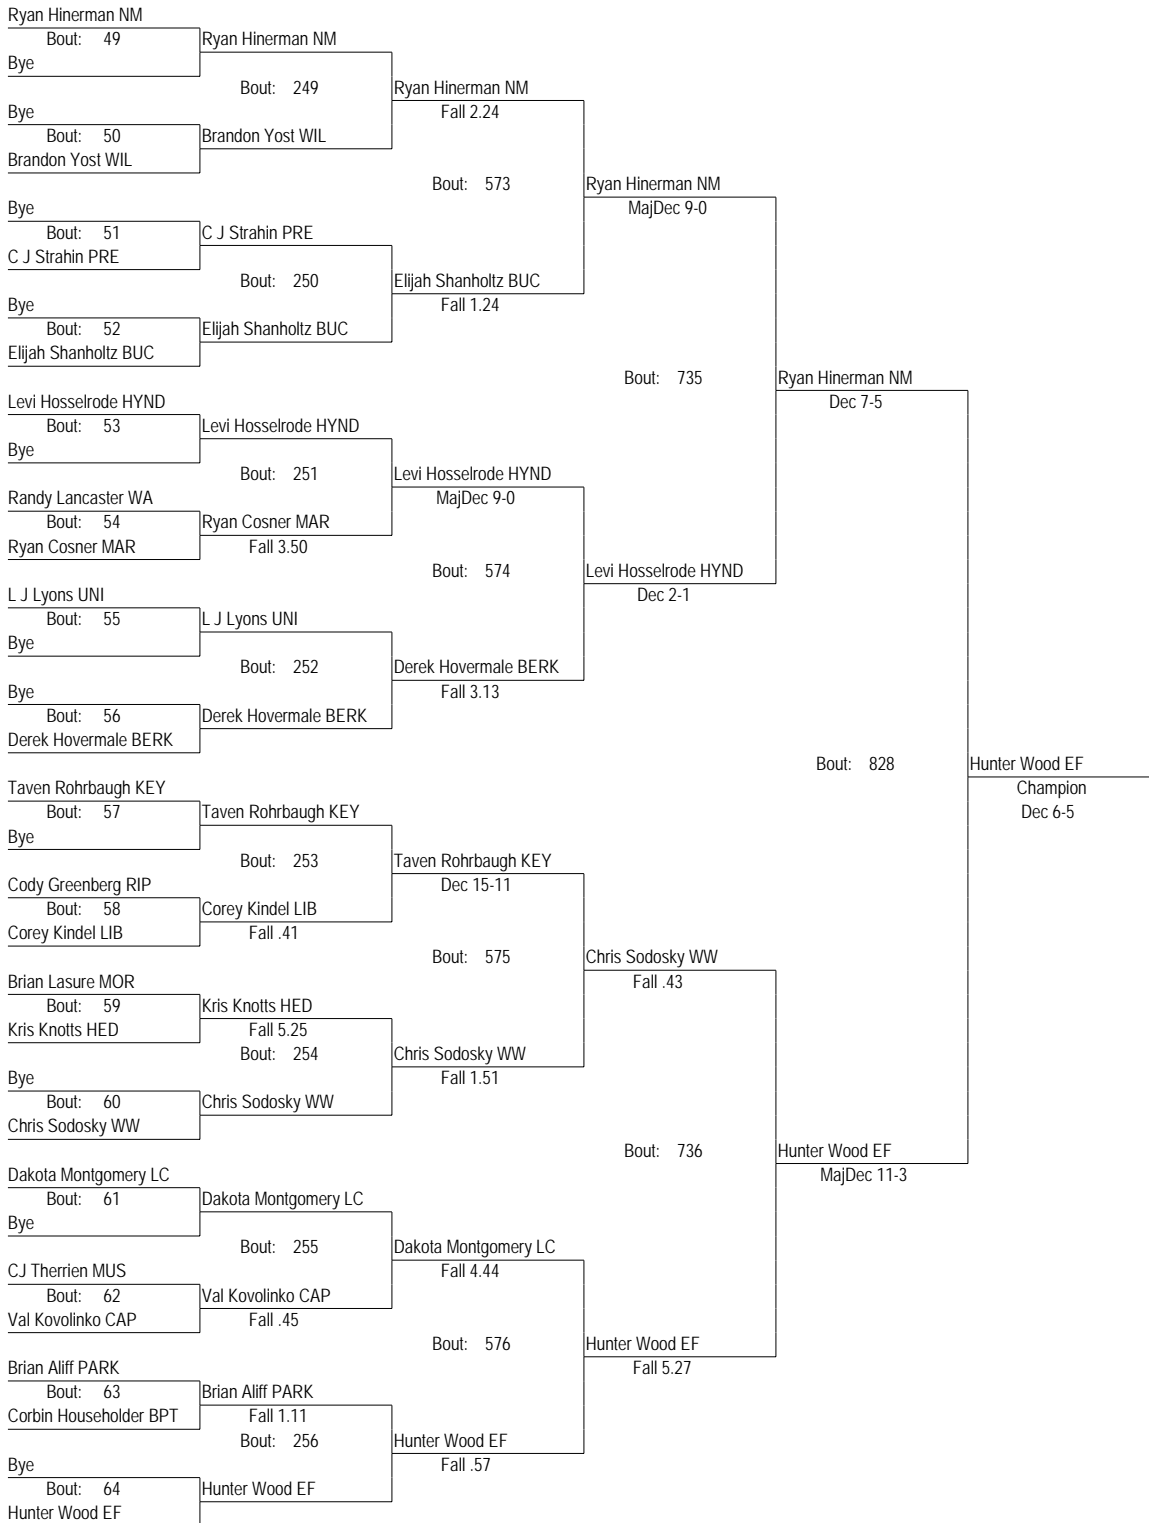 Ryan Hinerman NM
Bout: 49
Ryan Hinerman NM
Bye
Bout: 249
Ryan Hinerman NM
Bye
Fall 2.24
Bout: 50
Brandon Yost WIL
Brandon Yost WIL
Bout: 573
Ryan Hinerman NM
Bye
MajDec 9-0
Bout: 51
C J Strahin PRE
C J Strahin PRE
Bout: 250
Elijah Shanholtz BUC
Bye
Fall 1.24
Bout: 52
Elijah Shanholtz BUC
Elijah Shanholtz BUC
Bout: 735
Ryan Hinerman NM
Levi Hosselrode HYND
Dec 7-5
Bout: 53
Levi Hosselrode HYND
Bye
Bout: 251
Levi Hosselrode HYND
Randy Lancaster WA
MajDec 9-0
Bout: 54
Ryan Cosner MAR
Ryan Cosner MAR
Fall 3.50
Bout: 574
Levi Hosselrode HYND
L J Lyons UNI
Dec 2-1
Bout: 55
L J Lyons UNI
Bye
Bout: 252
Derek Hovermale BERK
Bye
Fall 3.13
Bout: 56
Derek Hovermale BERK
Derek Hovermale BERK
Bout: 828
Hunter Wood EF
Taven Rohrbaugh KEY
Champion
Bout: 57
Taven Rohrbaugh KEY
Dec 6-5
Bye
Bout: 253
Taven Rohrbaugh KEY
Cody Greenberg RIP
Dec 15-11
Bout: 58
Corey Kindel LIB
Corey Kindel LIB
Fall .41
Bout: 575
Chris Sodosky WW
Brian Lasure MOR
Fall .43
Bout: 59
Kris Knotts HED
Kris Knotts HED
Fall 5.25
Bout: 254
Chris Sodosky WW
Bye
Fall 1.51
Bout: 60
Chris Sodosky WW
Chris Sodosky WW
Bout: 736
Hunter Wood EF
Dakota Montgomery LC
MajDec 11-3
Bout: 61
Dakota Montgomery LC
Bye
Bout: 255
Dakota Montgomery LC
CJ Therrien MUS
Fall 4.44
Bout: 62
Val Kovolinko CAP
Val Kovolinko CAP
Fall .45
Bout: 576
Hunter Wood EF
Brian Aliff PARK
Fall 5.27
Bout: 63
Brian Aliff PARK
Corbin Householder BPT
Fall 1.11
Bout: 256
Hunter Wood EF
Bye
Fall .57
Bout: 64
Hunter Wood EF
Hunter Wood EF